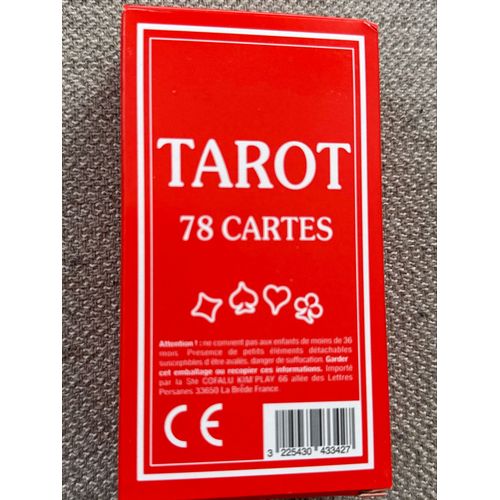 TAROT
78 CARTES
Attention ! : ne convient pas aux enfants de moins de 36
mois. Presence de petits éléments détachables
susceptibles d'être avalés, danger de suffocation. Garder
cet emballage ou recopier ces informations. Importé
par la Ste COFALU KIM'PLAY 66 allée des Lettres
Persanes 33650 La Brède France.
CE
3 225430 433427